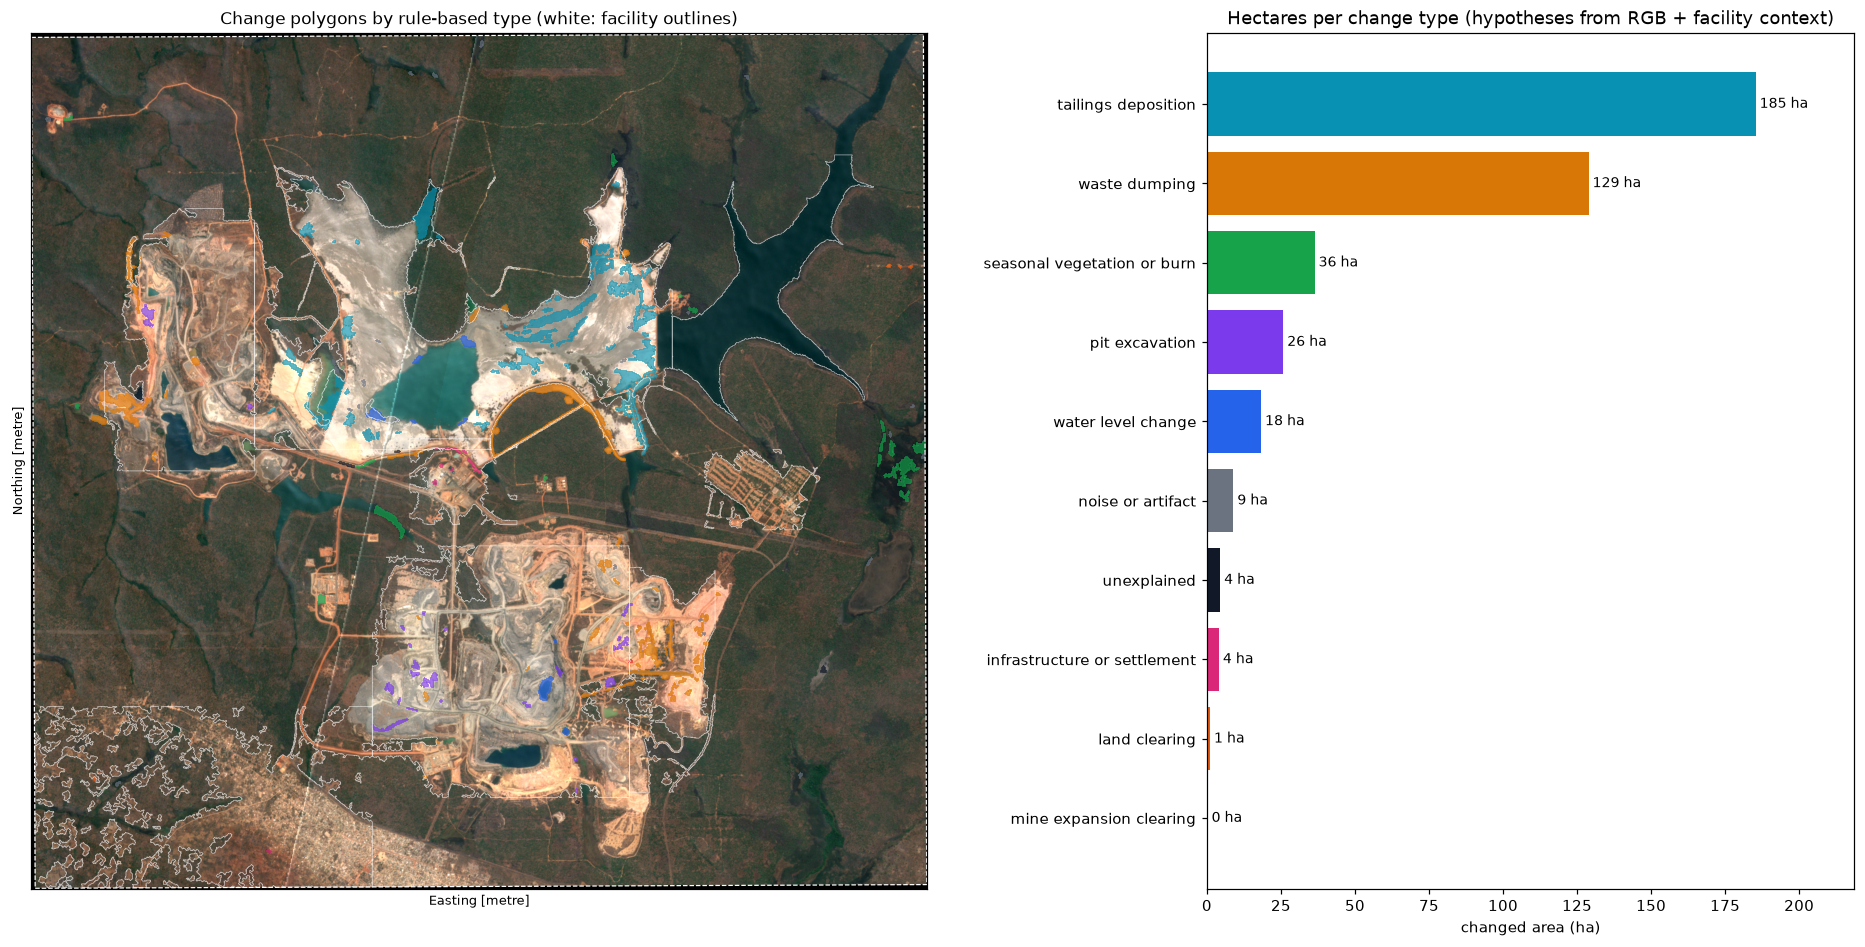 Change polygons by rule-based type (white: facility outlines)
Northing [metre]
Easting [metre]
Hectares per change type (hypotheses from RGB + facility context)
tailings deposition 185 ha
waste dumping 129 ha
seasonal vegetation or burn 36 ha
pit excavation 26 ha
water level change 18 ha
noise or artifact 9 ha
unexplained 4 ha
infrastructure or settlement 4 ha
land clearing 1 ha
mine expansion clearing 0 ha
0 25 50 75 100 125 150 175 200
changed area (ha)